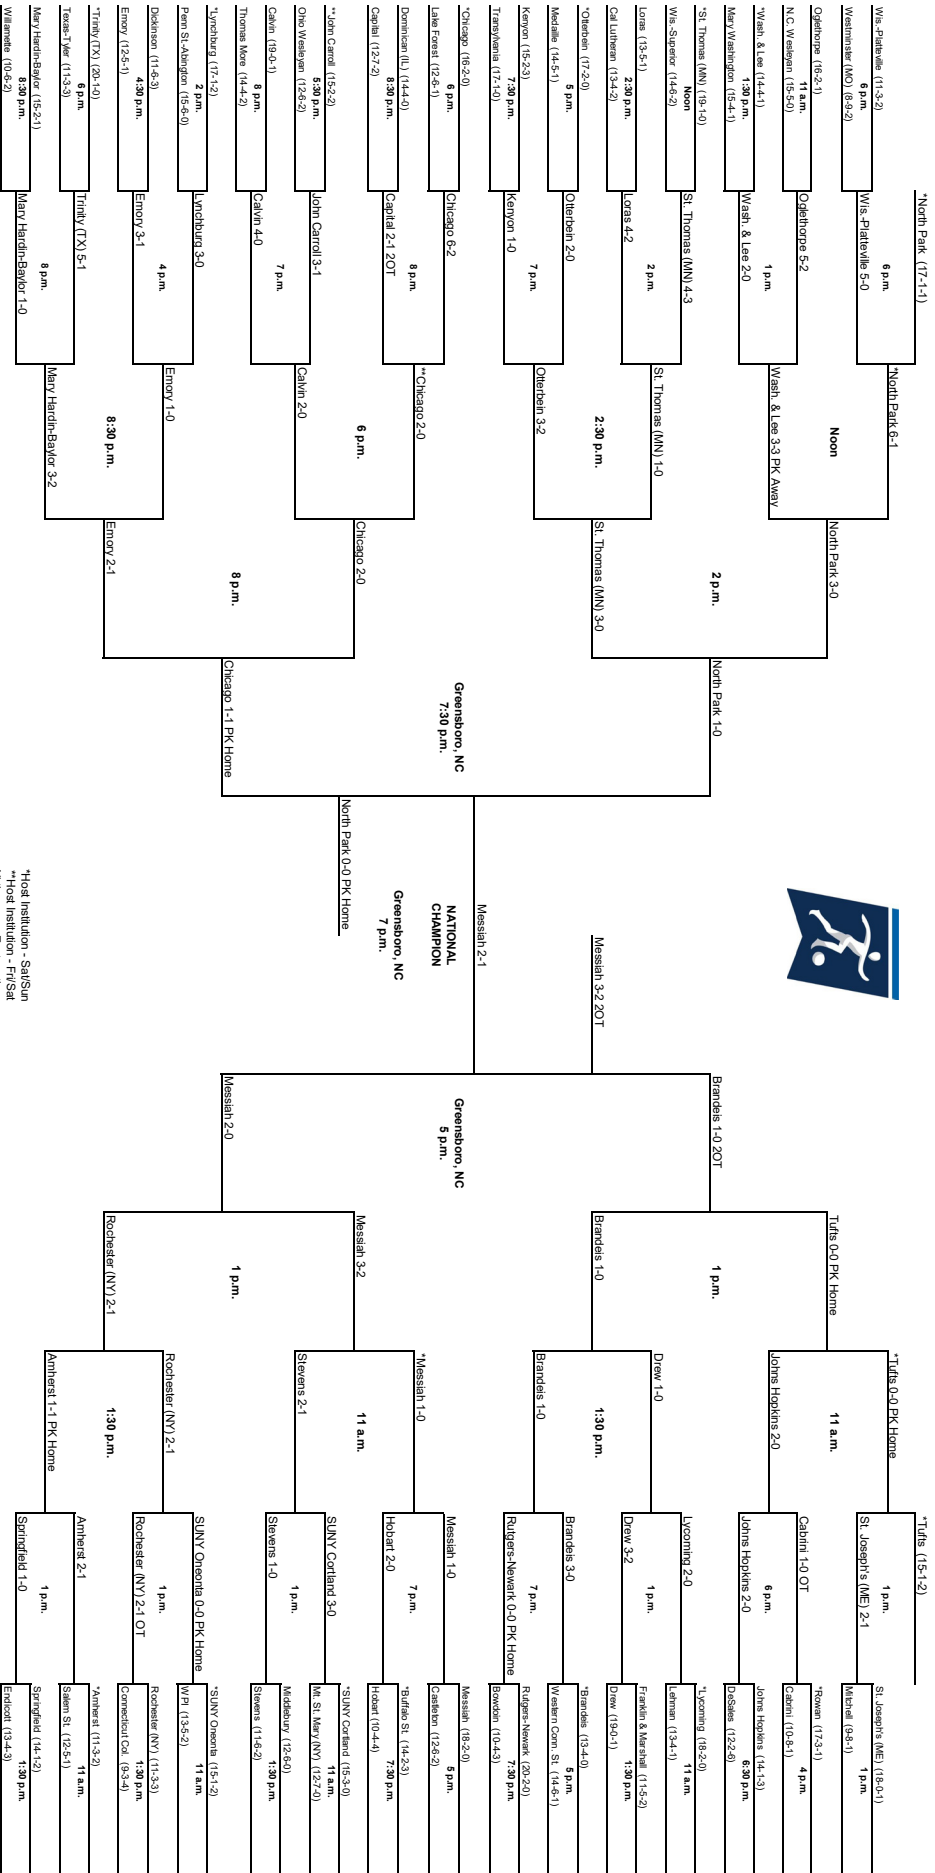 Wis.-Platteville (11-3-2)
6 p.m.
Westminster (MO) (8-9-2)
Oglethorpe (16-2-1)
11 a.m.
N.C. Wesleyan (15-5-0)
*Wash. & Lee (14-4-1)
1:30 p.m.
Mary Washington (15-4-1)
*St. Thomas (MN) (19-1-0)
Noon
Wis.-Superior (14-6-2)
Loras (13-5-1)
2:30 p.m.
Cal Lutheran (13-4-2)
*Otterbein (17-2-0)
5 p.m.
Medaille (14-5-1)
Kenyon (15-2-3)
7:30 p.m.
Transylvania (17-1-0)
*Chicago (16-2-0)
6 p.m.
Lake Forest (12-6-1)
Dominican (IL) (14-4-0)
8:30 p.m.
Capital (12-7-2)
**John Carroll (15-2-2)
5:30 p.m.
Ohio Wesleyan (12-6-2)
Calvin (19-0-1)
8 p.m.
Thomas More (14-4-2)
*Lynchburg (17-1-2)
2 p.m.
Penn St.-Abington (15-6-0)
Dickinson (11-6-3)
4:30 p.m.
Emory (12-5-1)
*Trinity (TX) (20-1-0)
6 p.m.
Texas-Tyler (11-3-3)
Mary Hardin-Baylor (15-2-1)
8:30 p.m.
Willamette (10-6-2)
*North Park (17-1-1)
6 p.m.
Wis.-Platteville 5-0
Oglethorpe 5-2
1 p.m.
Wash. & Lee 2-0
St. Thomas (MN) 4-3
2 p.m.
Loras 4-2
Otterbein 2-0
7 p.m.
Kenyon 1-0
Chicago 6-2
8 p.m.
Capital 2-1 2OT
John Carroll 3-1
7 p.m.
Calvin 4-0
Lynchburg 3-0
4 p.m.
Emory 3-1
Trinity (TX) 5-1
8 p.m.
Mary Hardin-Baylor 1-0
*North Park 6-1
Noon
Wash. & Lee 3-3 PK Away
St. Thomas (MN) 1-0
2:30 p.m.
Otterbein 3-2
**Chicago 2-0
6 p.m.
Calvin 2-0
Emory 1-0
8:30 p.m.
Mary Hardin-Baylor 3-2
North Park 3-0
2 p.m.
St. Thomas (MN) 3-0
Chicago 2-0
8 p.m.
Emory 2-1
North Park 1-0
Greensboro, NC
7:30 p.m.
Chicago 1-1 PK Home
Messiah 3-2 2OT
Messiah 2-1
NATIONAL
CHAMPION
Greensboro, NC
7 p.m.
North Park 0-0 PK Home
*Host Institution - Sat/Sun
**Host Institution - Fri/Sat
Brandeis 1-0 2OT
Greensboro, NC
5 p.m.
Messiah 2-0
Tufts 0-0 PK Home
1 p.m.
Brandeis 1-0
Messiah 3-2
1 p.m.
Rochester (NY) 2-1
*Tufts 0-0 PK Home
11 a.m.
Johns Hopkins 2-0
Drew 1-0
1:30 p.m.
Brandeis 1-0
*Messiah 1-0
11 a.m.
Stevens 2-1
Rochester (NY) 2-1
1:30 p.m.
Amherst 1-1 PK Home
*Tufts (15-1-2)
1 p.m.
St. Joseph's (ME) 2-1
Cabrini 1-0 OT
6 p.m.
Johns Hopkins 2-0
Lycoming 2-0
1 p.m.
Drew 3-2
Brandeis 3-0
7 p.m.
Rutgers-Newark 0-0 PK Home
Messiah 1-0
7 p.m.
Hobart 2-0
SUNY Cortland 3-0
1 p.m.
Stevens 1-0
SUNY Oneonta 0-0 PK Home
1 p.m.
Rochester (NY) 2-1 OT
Amherst 2-1
1 p.m.
Springfield 1-0
St. Joseph's (ME) (18-0-1)
1 p.m.
Mitchell (9-8-1)
*Rowan (17-3-1)
4 p.m.
Cabrini (10-8-1)
Johns Hopkins (14-1-3)
6:30 p.m.
DeSales (12-2-6)
*Lycoming (18-2-0)
11 a.m.
Lehman (13-4-1)
Franklin & Marshall (11-5-2)
1:30 p.m.
Drew (19-0-1)
*Brandeis (13-4-0)
5 p.m.
Western Conn. St. (14-6-1)
Rutgers-Newark (20-2-0)
7:30 p.m.
Bowdoin (10-4-3)
Messiah (18-2-0)
5 p.m.
Castleton (12-6-2)
*Buffalo St. (14-2-3)
7:30 p.m.
Hobart (10-4-4)
*SUNY Cortland (15-3-0)
11 a.m.
Mt. St. Mary (NY) (12-7-0)
Middlebury (12-6-0)
1:30 p.m.
Stevens (11-6-2)
*SUNY Oneonta (15-1-2)
11 a.m.
WPI (13-5-2)
Rochester (NY) (11-3-3)
1:30 p.m.
Connecticut Col. (9-3-4)
*Amherst (11-3-2)
11 a.m.
Salem St. (12-5-1)
Springfield (14-1-2)
1:30 p.m.
Endicott (13-4-3)